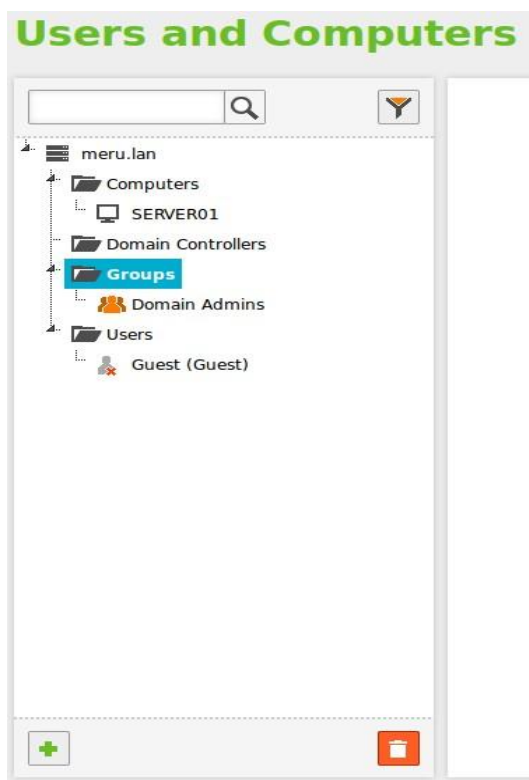 Users and Computers
meru.lan
Computers
SERVER01
Domain Controllers
Groups
Domain Admins
Users
Guest (Guest)